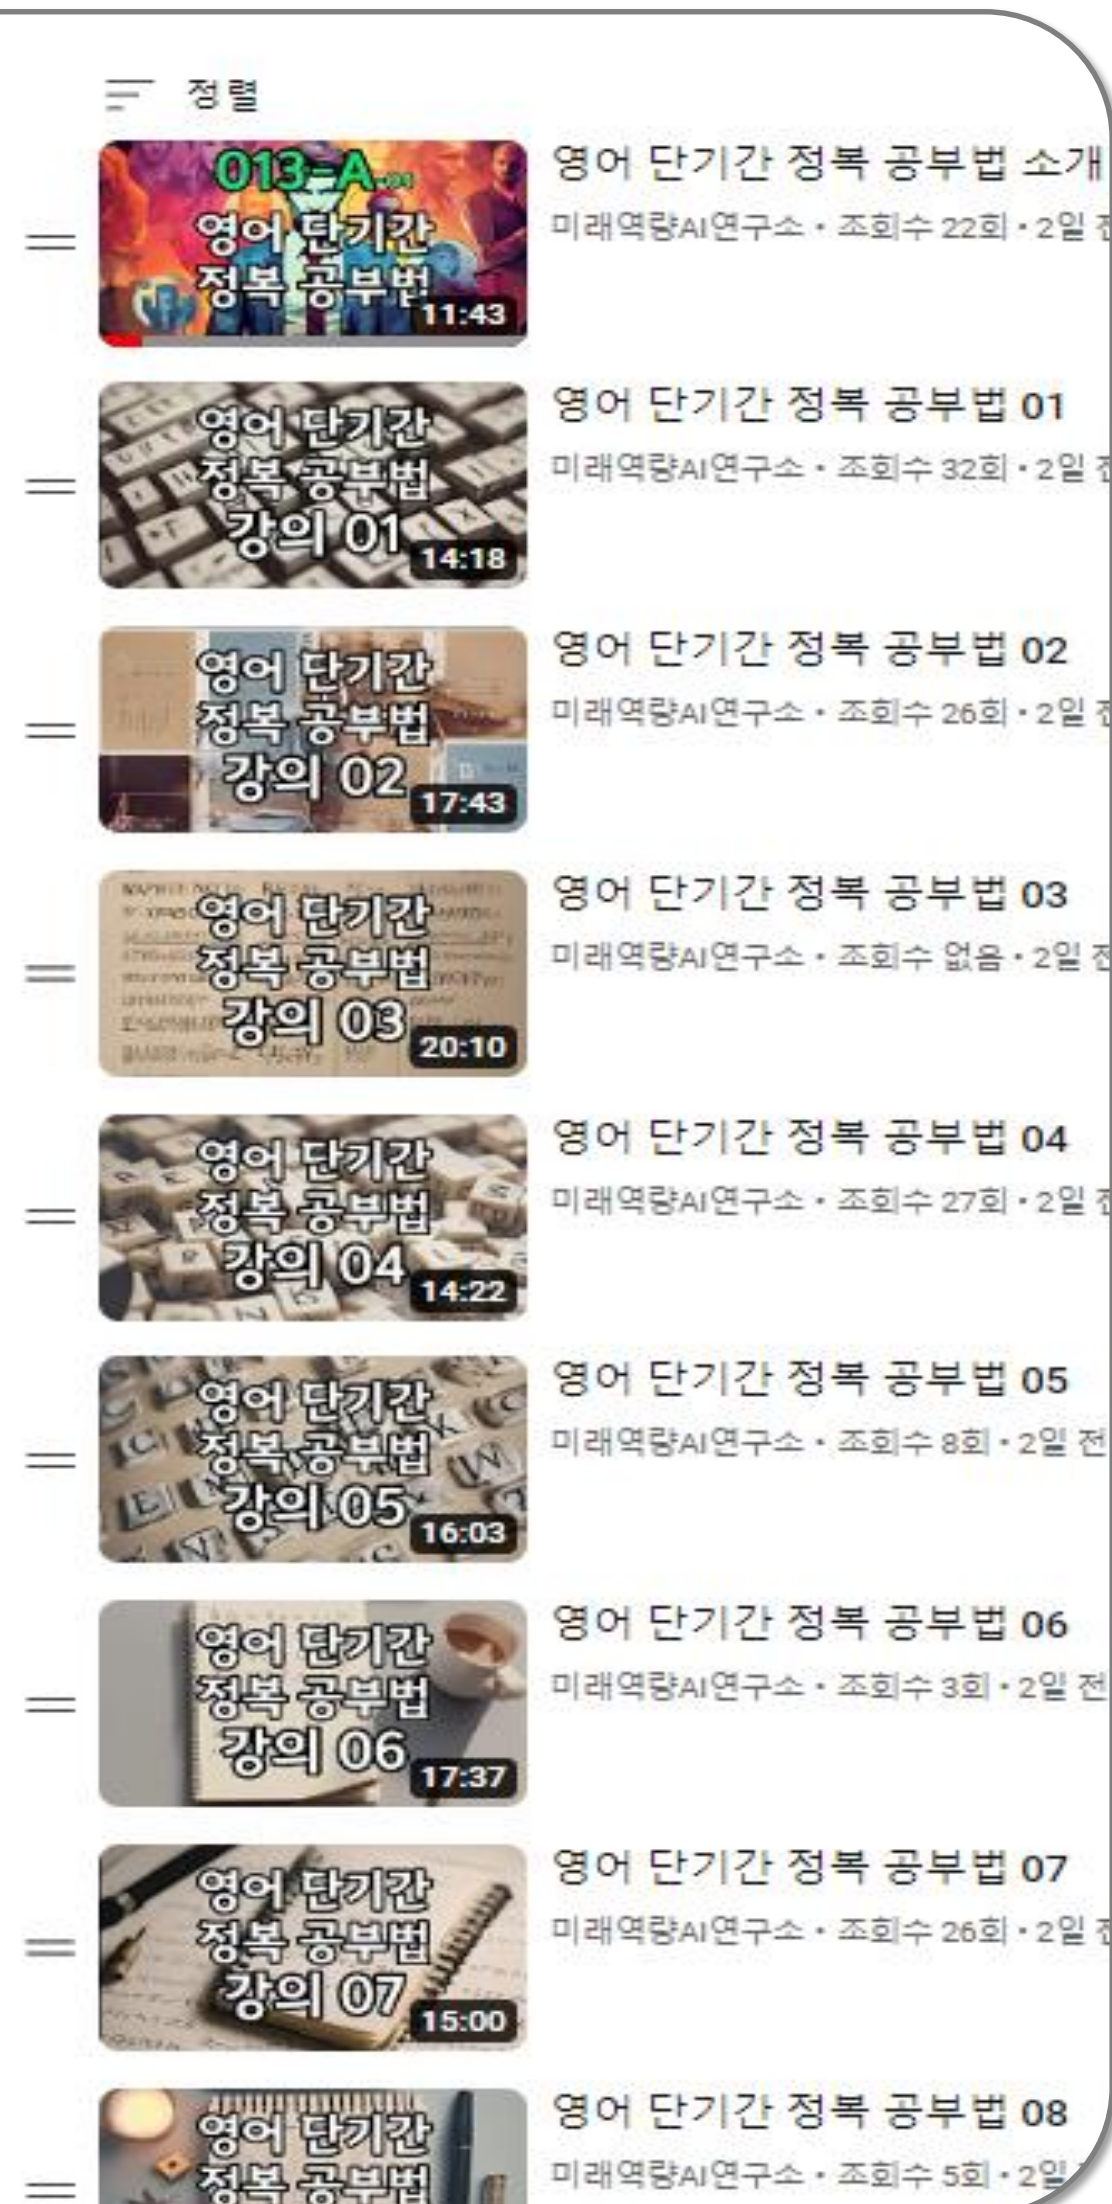 정렬
013-A-01
영어 단기간
정복 공부법
11:43
영어 단기간 정복 공부법 소개
미래역량AI연구소 • 조회수 22회 • 2일 전
영어 단기간
정복 공부법
강의 01
14:18
영어 단기간 정복 공부법 01
미래역량AI연구소 • 조회수 32회 • 2일 전
영어 단기간
정복 공부법
강의 02
17:43
영어 단기간 정복 공부법 02
미래역량AI연구소 • 조회수 26회 • 2일 전
영어 단기간
정복 공부법
강의 03
20:10
영어 단기간 정복 공부법 03
미래역량AI연구소 • 조회수 없음 • 2일 전
영어 단기간
정복 공부법
강의 04
14:22
영어 단기간 정복 공부법 04
미래역량AI연구소 • 조회수 27회 • 2일 전
영어 단기간
정복 공부법
강의 05
16:03
영어 단기간 정복 공부법 05
미래역량AI연구소 • 조회수 8회 • 2일 전
영어 단기간
정복 공부법
강의 06
17:37
영어 단기간 정복 공부법 06
미래역량AI연구소 • 조회수 3회 • 2일 전
영어 단기간
정복 공부법
강의 07
15:00
영어 단기간 정복 공부법 07
미래역량AI연구소 • 조회수 26회 • 2일 전
영어 단기간
정복 공부법
영어 단기간 정복 공부법 08
미래역량AI연구소 • 조회수 5회 • 2일